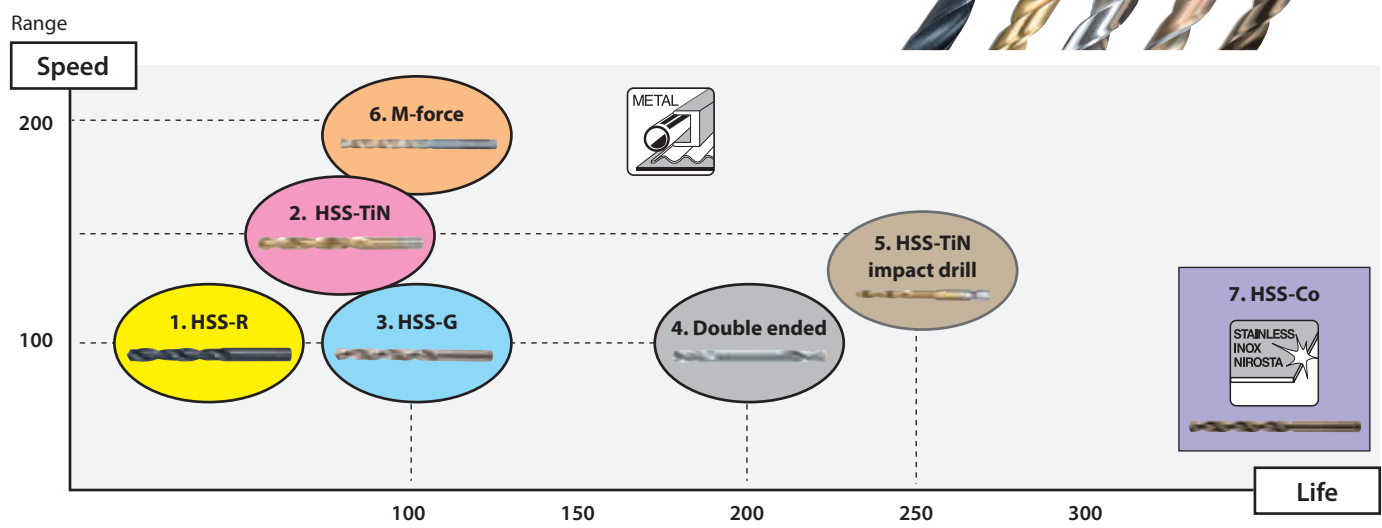 Range
Speed
200
6. M-force
METAL
2. HSS-TiN
5. HSS-TiN
impact drill
7. HSS-Co
1. HSS-R
3. HSS-G
4. Double ended
STAINLESS
INOX
NIROSTA
100
Life
100
150
200
250
300